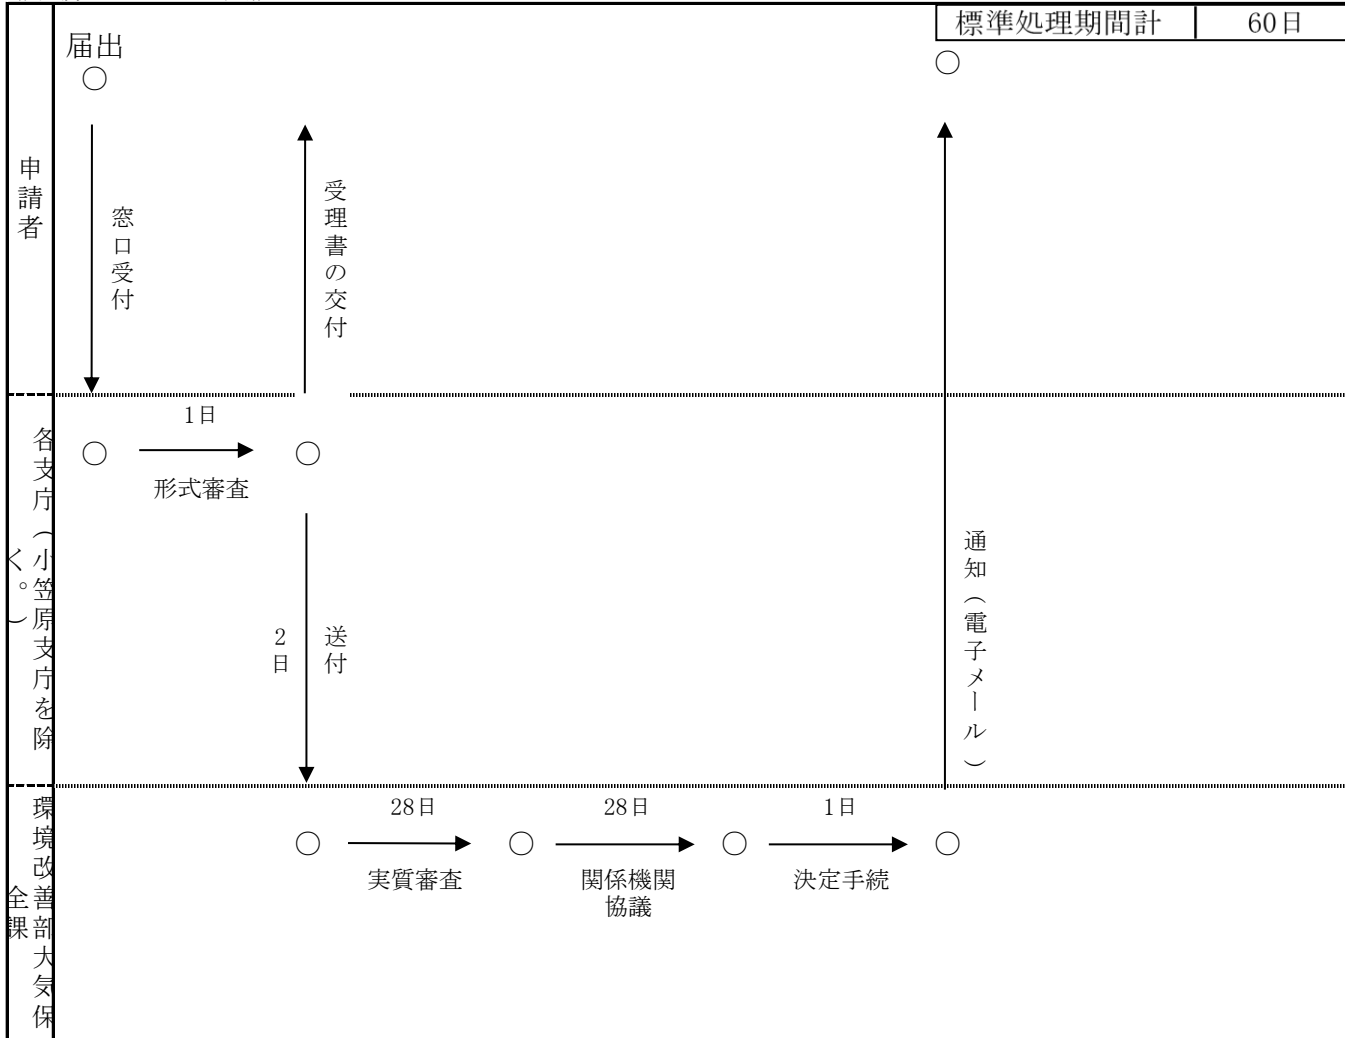 標準処理期間計 60日
届出
○ ○
申請者
窓口受付
受理書の交付
各支庁（小笠原支庁を除
く。）
1日
○ ○
形式審査
2日
送付
通知（電子メール）
環境改善部大気保
全課
28日 28日 1日
○ ○ ○ ○
実質審査 関係機関 決定手続
協議